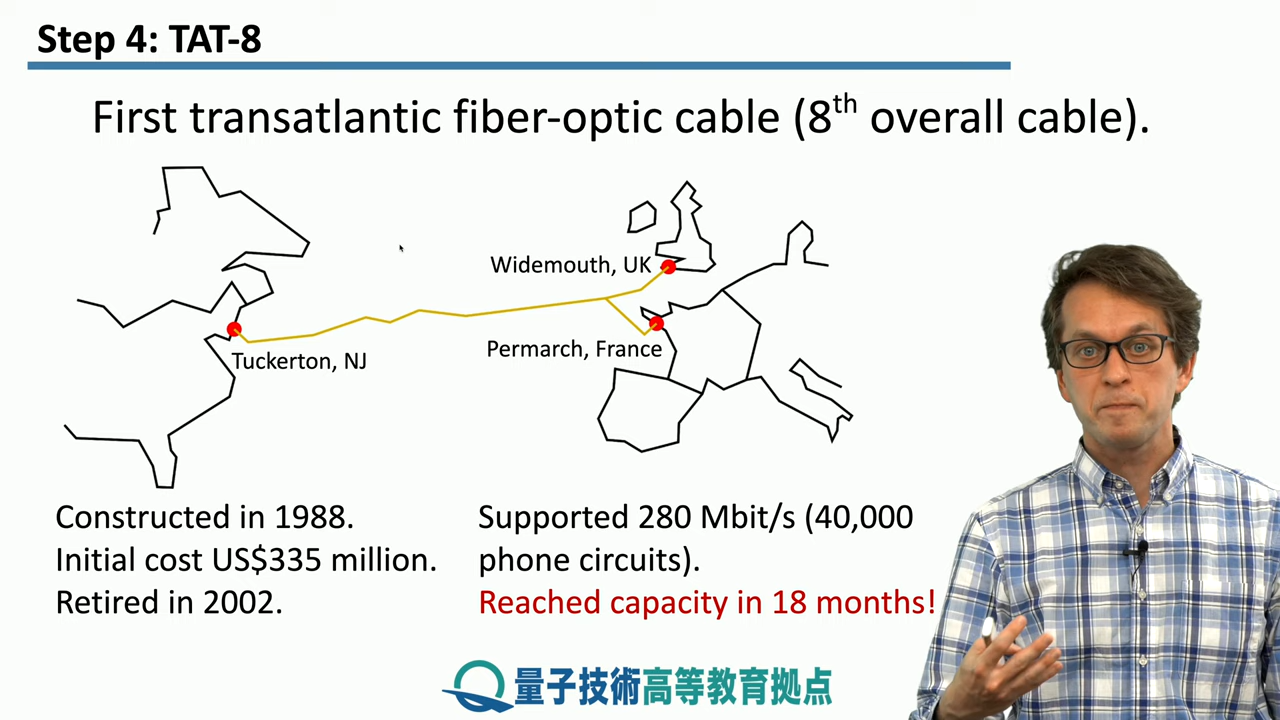 Step 4: TAT-8
First transatlantic fiber-optic cable (8th overall cable).
Widemouth, UK
Permarch, France
Tuckerton, NJ
Constructed in 1988.
Initial cost US$335 million.
Retired in 2002.
Supported 280 Mbit/s (40,000
phone circuits).
Reached capacity in 18 months!
量子技術高等教育拠点